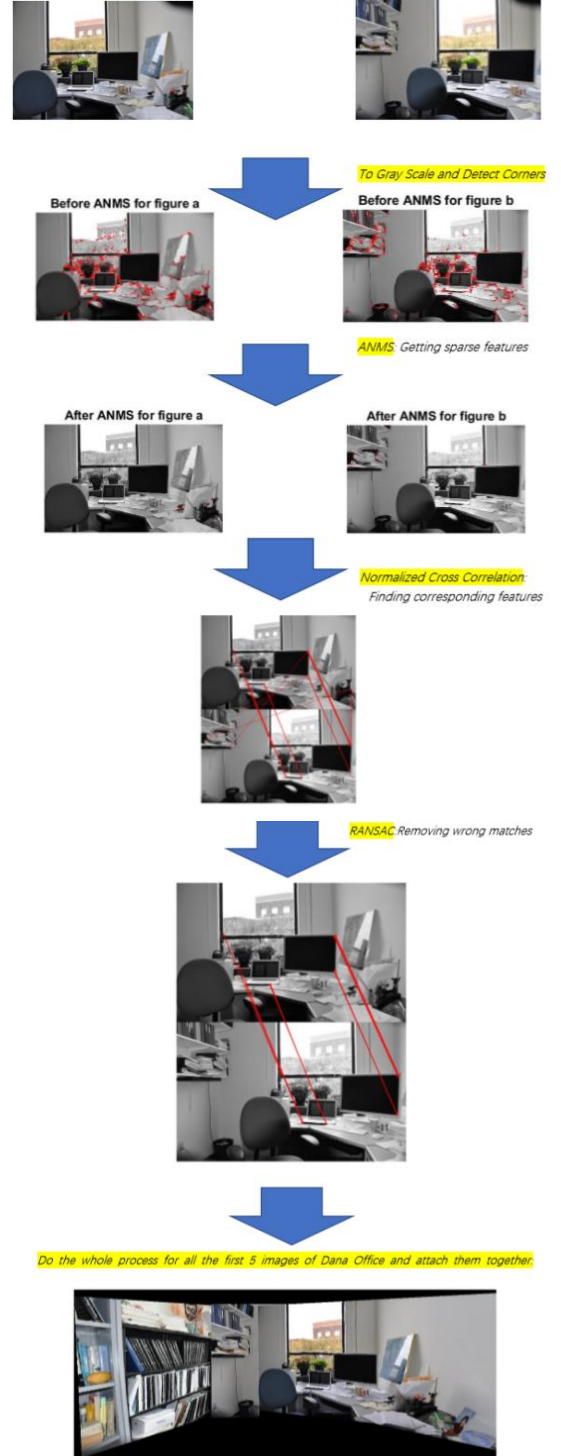 To Gray Scale and Detect Corners
Before ANMS for figure a
Before ANMS for figure b
ANMS: Getting sparse features
After ANMS for figure a
After ANMS for figure b
Normalized Cross Correlation:
Finding corresponding features
RANSAC:Removing wrong matches
Do the whole process for all the first 5 images of Dana Office and attach them together: